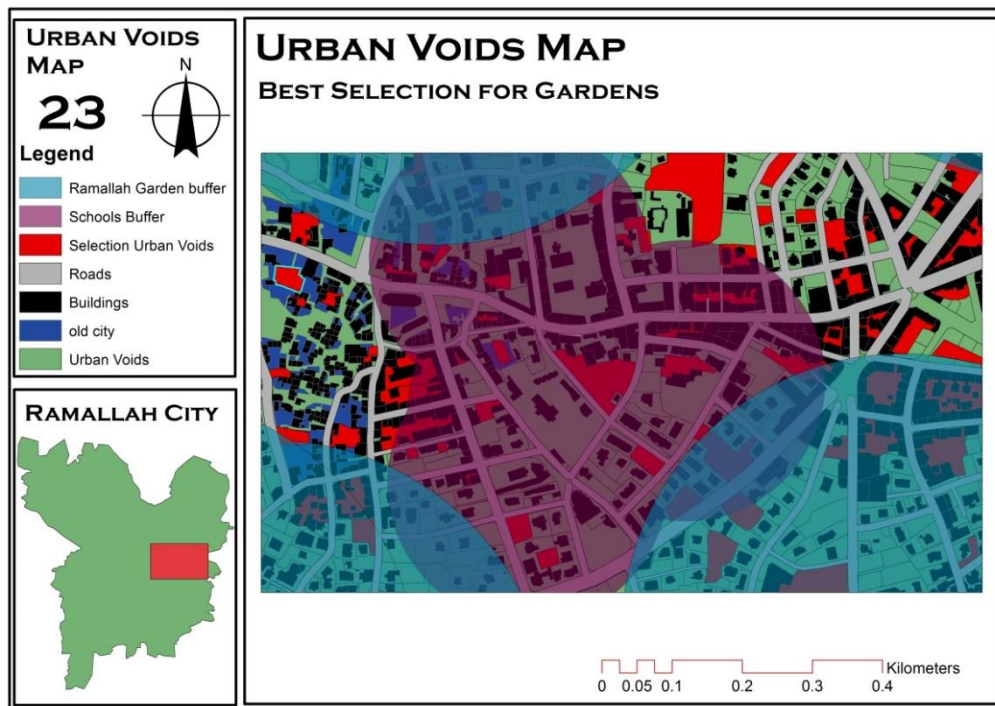 URBAN VOIDS
MAP
23
N
Legend
Ramallah Garden buffer
Schools Buffer
Selection Urban Voids
Roads
Buildings
old city
Urban Voids
RAMALLAH CITY
URBAN VOIDS MAP
BEST SELECTION FOR GARDENS
Kilometers
0 0.05 0.1 0.2 0.3 0.4